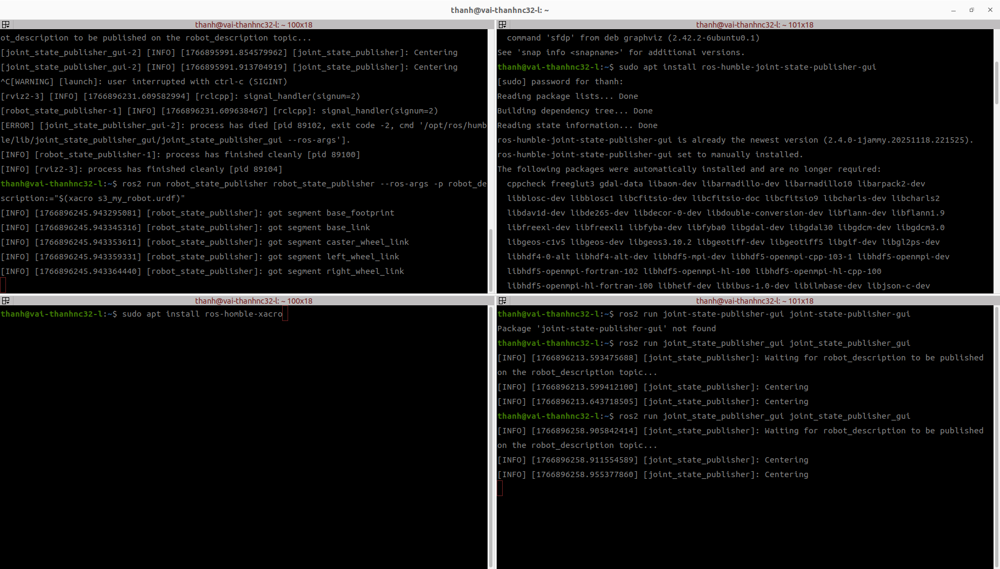 thanh@vai-thanhnc32-l: ~
thanh@vai-thanhnc32-l: ~ 100x18
ot_description to be published on the robot_description topic...
[joint_state_publisher_gui-2] [INFO] [1766895991.854579962] [joint_state_publisher]: Centering
[joint_state_publisher_gui-2] [INFO] [1766895991.913704919] [joint_state_publisher]: Centering
^C[WARNING] [launch]: user interrupted with ctrl-c (SIGINT)
[rviz2-3] [INFO] [1766896231.609582994] [rclcpp]: signal_handler(signum=2)
[robot_state_publisher-1] [INFO] [1766896231.609638467] [rclcpp]: signal_handler(signum=2)
[ERROR] [joint_state_publisher_gui-2]: process has died [pid 89102, exit code -2, cmd '/opt/ros/humb
le/lib/joint_state_publisher_gui/joint_state_publisher_gui --ros-args'].
[INFO] [robot_state_publisher-1]: process has finished cleanly [pid 89100]
[INFO] [rviz2-3]: process has finished cleanly [pid 89104]
thanh@vai-thanhnc32-l:~$ ros2 run robot_state_publisher robot_state_publisher --ros-args -p robot_de
scription:="$(xacro s3_my_robot.urdf)"
[INFO] [1766896245.943295081] [robot_state_publisher]: got segment base_footprint
[INFO] [1766896245.943345316] [robot_state_publisher]: got segment base_link
[INFO] [1766896245.943353611] [robot_state_publisher]: got segment caster_wheel_link
[INFO] [1766896245.943359331] [robot_state_publisher]: got segment left_wheel_link
[INFO] [1766896245.943364440] [robot_state_publisher]: got segment right_wheel_link
thanh@vai-thanhnc32-l: ~ 101x18
command 'sfdp' from deb graphviz (2.42.2-6ubuntu0.1)
See 'snap info <snapname>' for additional versions.
thanh@vai-thanhnc32-l:~$ sudo apt install ros-humble-joint-state-publisher-gui
[sudo] password for thanh:
Reading package lists... Done
Building dependency tree... Done
Reading state information... Done
ros-humble-joint-state-publisher-gui is already the newest version (2.4.0-1jammy.20251118.221525).
ros-humble-joint-state-publisher-gui set to manually installed.
The following packages were automatically installed and are no longer required:
cppcheck freeglut3 gdal-data libaom-dev libarmadillo-dev libarmadillo10 libarpack2-dev
libblosc-dev libblosc1 libcfitsio-dev libcfitsio-doc libcfitsio9 libcharls-dev libcharls2
libdav1d-dev libde265-dev libdecor-0-dev libdouble-conversion-dev libflann-dev libflann1.9
libfreexl-dev libfreexl1 libfyba-dev libfyba0 libgdal-dev libgdal30 libgdcm-dev libgdcm3.0
libgeos-c1v5 libgeos-dev libgeos3.10.2 libgeotiff-dev libgeotiff5 libgif-dev libgl2ps-dev
libhdf4-0-alt libhdf4-alt-dev libhdf5-mpi-dev libhdf5-openmpi-cpp-103-1 libhdf5-openmpi-dev
libhdf5-openmpi-fortran-102 libhdf5-openmpi-hl-100 libhdf5-openmpi-hl-cpp-100
libhdf5-openmpi-hl-fortran-100 libheif-dev libibus-1.0-dev libilmbase-dev libjson-c-dev
thanh@vai-thanhnc32-l: ~ 100x18
thanh@vai-thanhnc32-l:~$ sudo apt install ros-homble-xacro
thanh@vai-thanhnc32-l: ~ 101x18
thanh@vai-thanhnc32-l:~$ ros2 run joint-state-publisher-gui joint-state-publisher-gui
Package 'joint-state-publisher-gui' not found
thanh@vai-thanhnc32-l:~$ ros2 run joint_state_publisher_gui joint_state_publisher_gui
[INFO] [1766896213.593475688] [joint_state_publisher]: Waiting for robot_description to be published
on the robot_description topic...
[INFO] [1766896213.599412100] [joint_state_publisher]: Centering
[INFO] [1766896213.643718505] [joint_state_publisher]: Centering
thanh@vai-thanhnc32-l:~$ ros2 run joint_state_publisher_gui joint_state_publisher_gui
[INFO] [1766896258.905842414] [joint_state_publisher]: Waiting for robot_description to be published
on the robot_description topic...
[INFO] [1766896258.911554589] [joint_state_publisher]: Centering
[INFO] [1766896258.955377860] [joint_state_publisher]: Centering